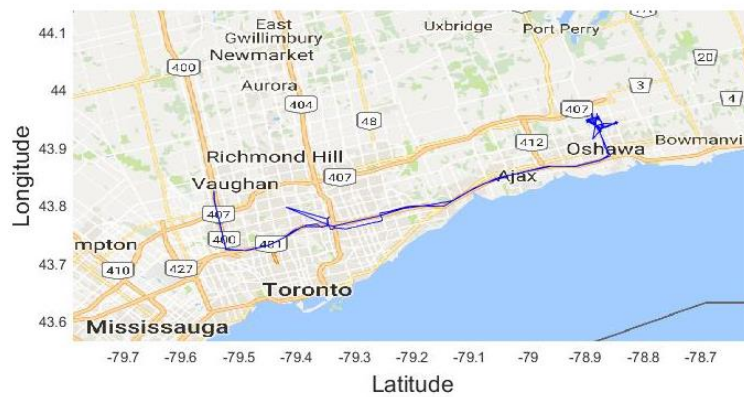 44.1
44
43.9
43.8
43.7
43.6
Longitude
East
Gwillimbury
Newmarket
Aurora
Uxbridge
Port Perry
400
404
48
407
3
20
4
412
Oshawa
Bowmanvi
Richmond Hill
407
Ajax
Vaughan
407
400
401
mpton
410
427
Toronto
Mississauga
-79.7
-79.6
-79.5
-79.4
-79.3
-79.2
-79.1
-79
-78.9
-78.8
-78.7
Latitude